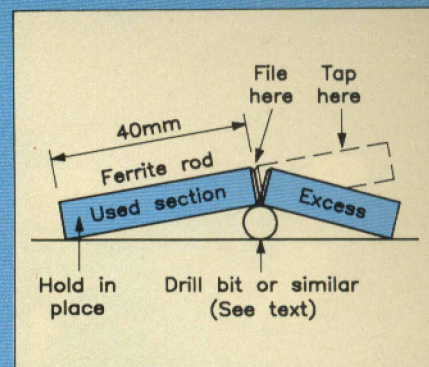 File
here
Tap
here
40mm
Ferrite rod
Used section
Excess
Hold in
place
Drill bit or similar
(See text)